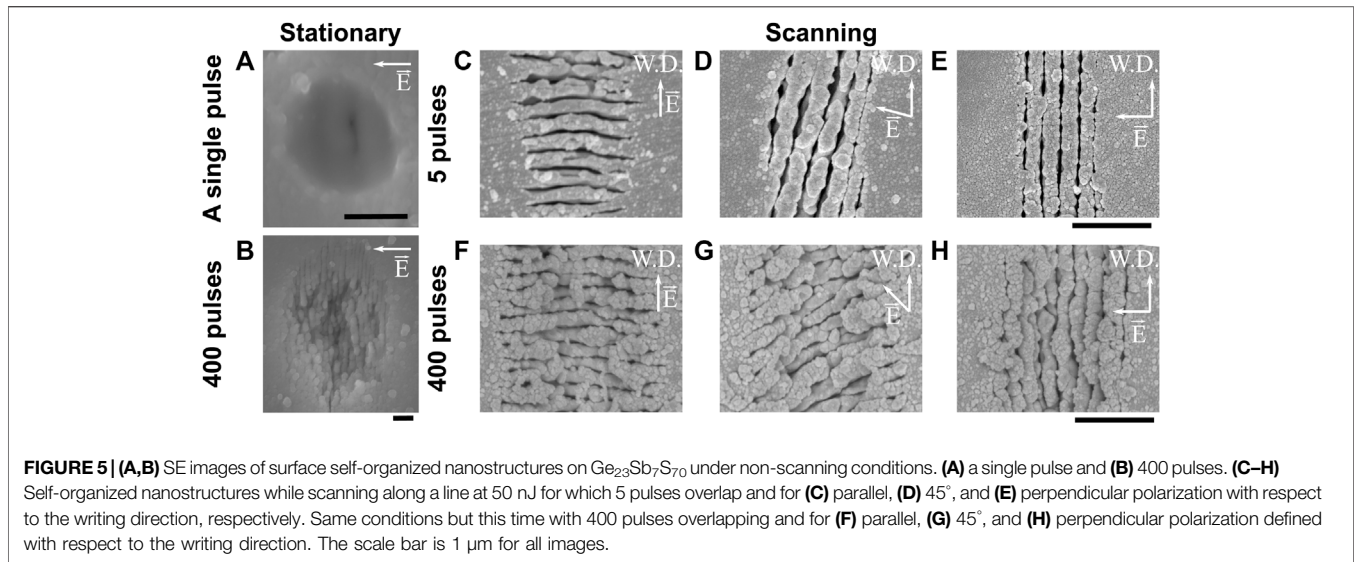 Stationary
Scanning
A single pulse
5 pulses
A
E
C
W.D.
E
D
W.D.
E
E
W.D.
E
400 pulses
400 pulses
B
E
F
W.D.
E
G
W.D.
E
H
W.D.
E
FIGURE 5 | (A,B) SE images of surface self-organized nanostructures on Ge23Sb7S70 under non-scanning conditions. (A) a single pulse and (B) 400 pulses. (C–H)
Self-organized nanostructures while scanning along a line at 50 nJ for which 5 pulses overlap and for (C) parallel, (D) 45°, and (E) perpendicular polarization with respect
to the writing direction, respectively. Same conditions but this time with 400 pulses overlapping and for (F) parallel, (G) 45°, and (H) perpendicular polarization defined
with respect to the writing direction. The scale bar is 1 µm for all images.